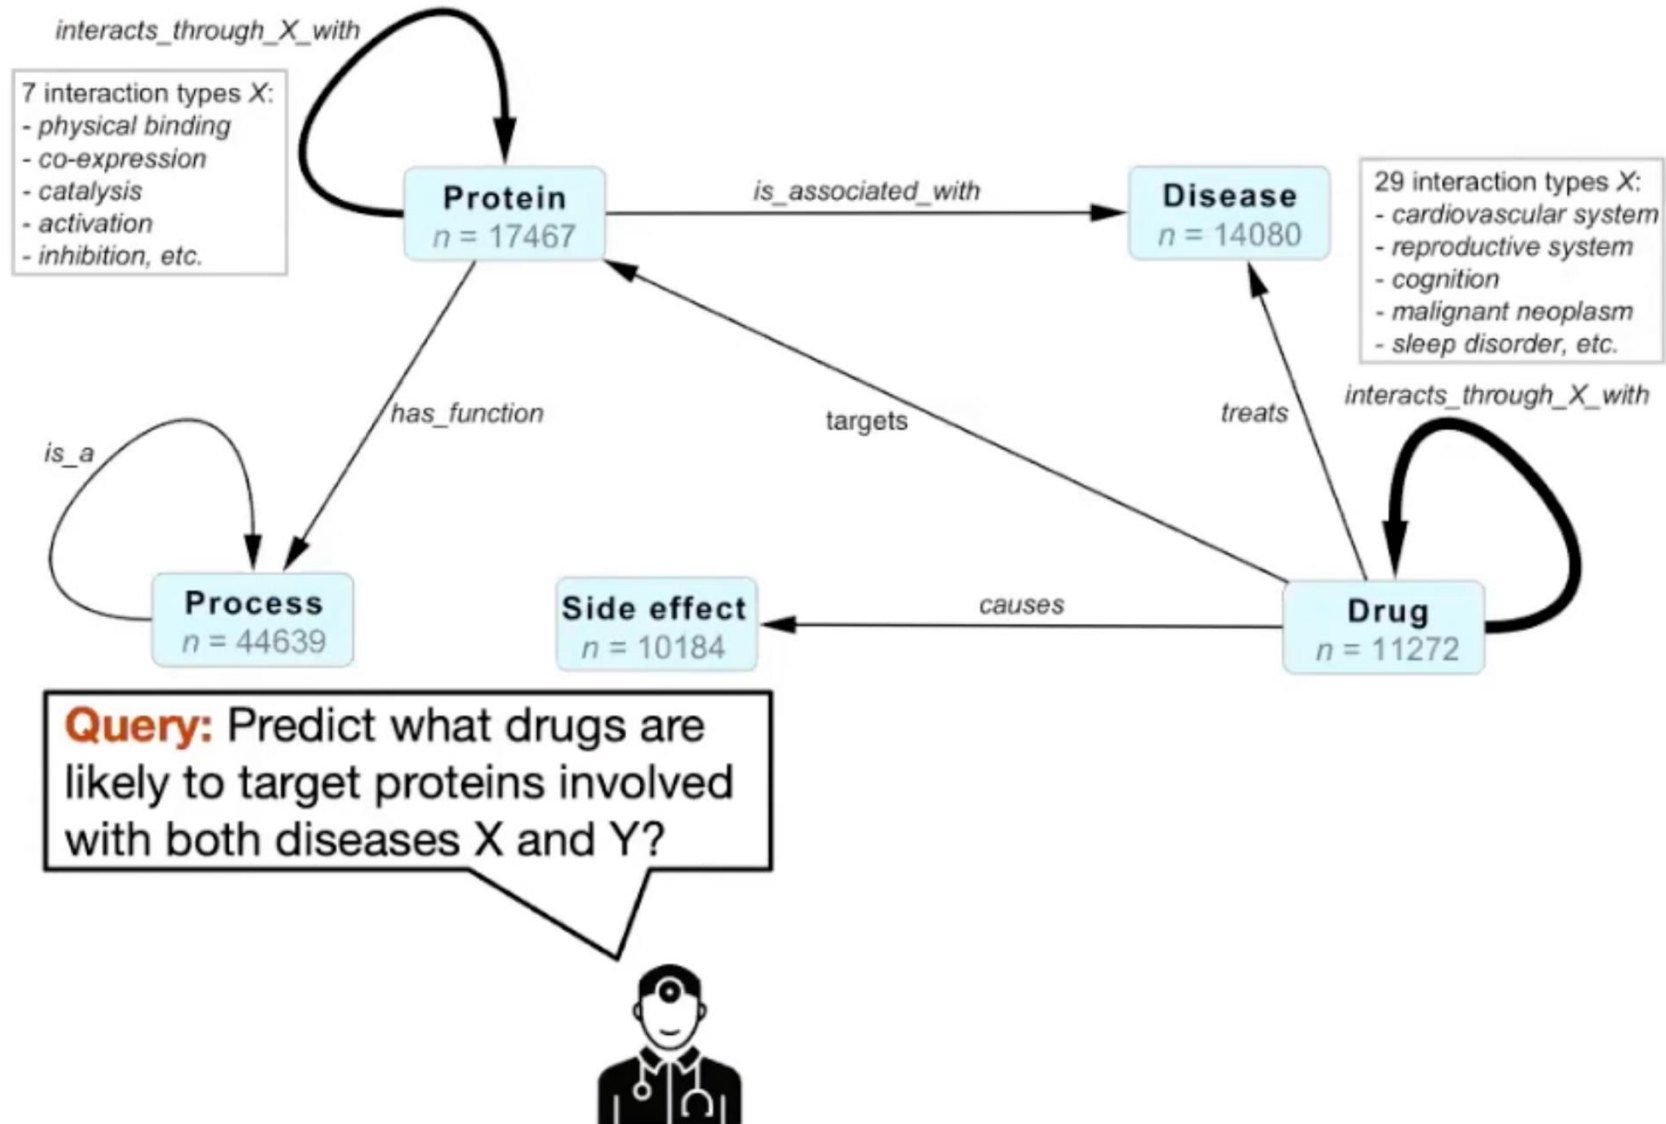 interacts_through_X_with
7 interaction types X:
- physical binding
- co-expression
- catalysis
- activation
- inhibition, etc.
Protein
n = 17467
is_associated_with
Disease
n = 14080
29 interaction types X:
- cardiovascular system
- reproductive system
- cognition
- malignant neoplasm
- sleep disorder, etc.
interacts_through_X_with
has_function
targets
treats
is_a
Process
n = 44639
Side effect
n = 10184
causes
Drug
n = 11272
Query: Predict what drugs are
likely to target proteins involved
with both diseases X and Y?